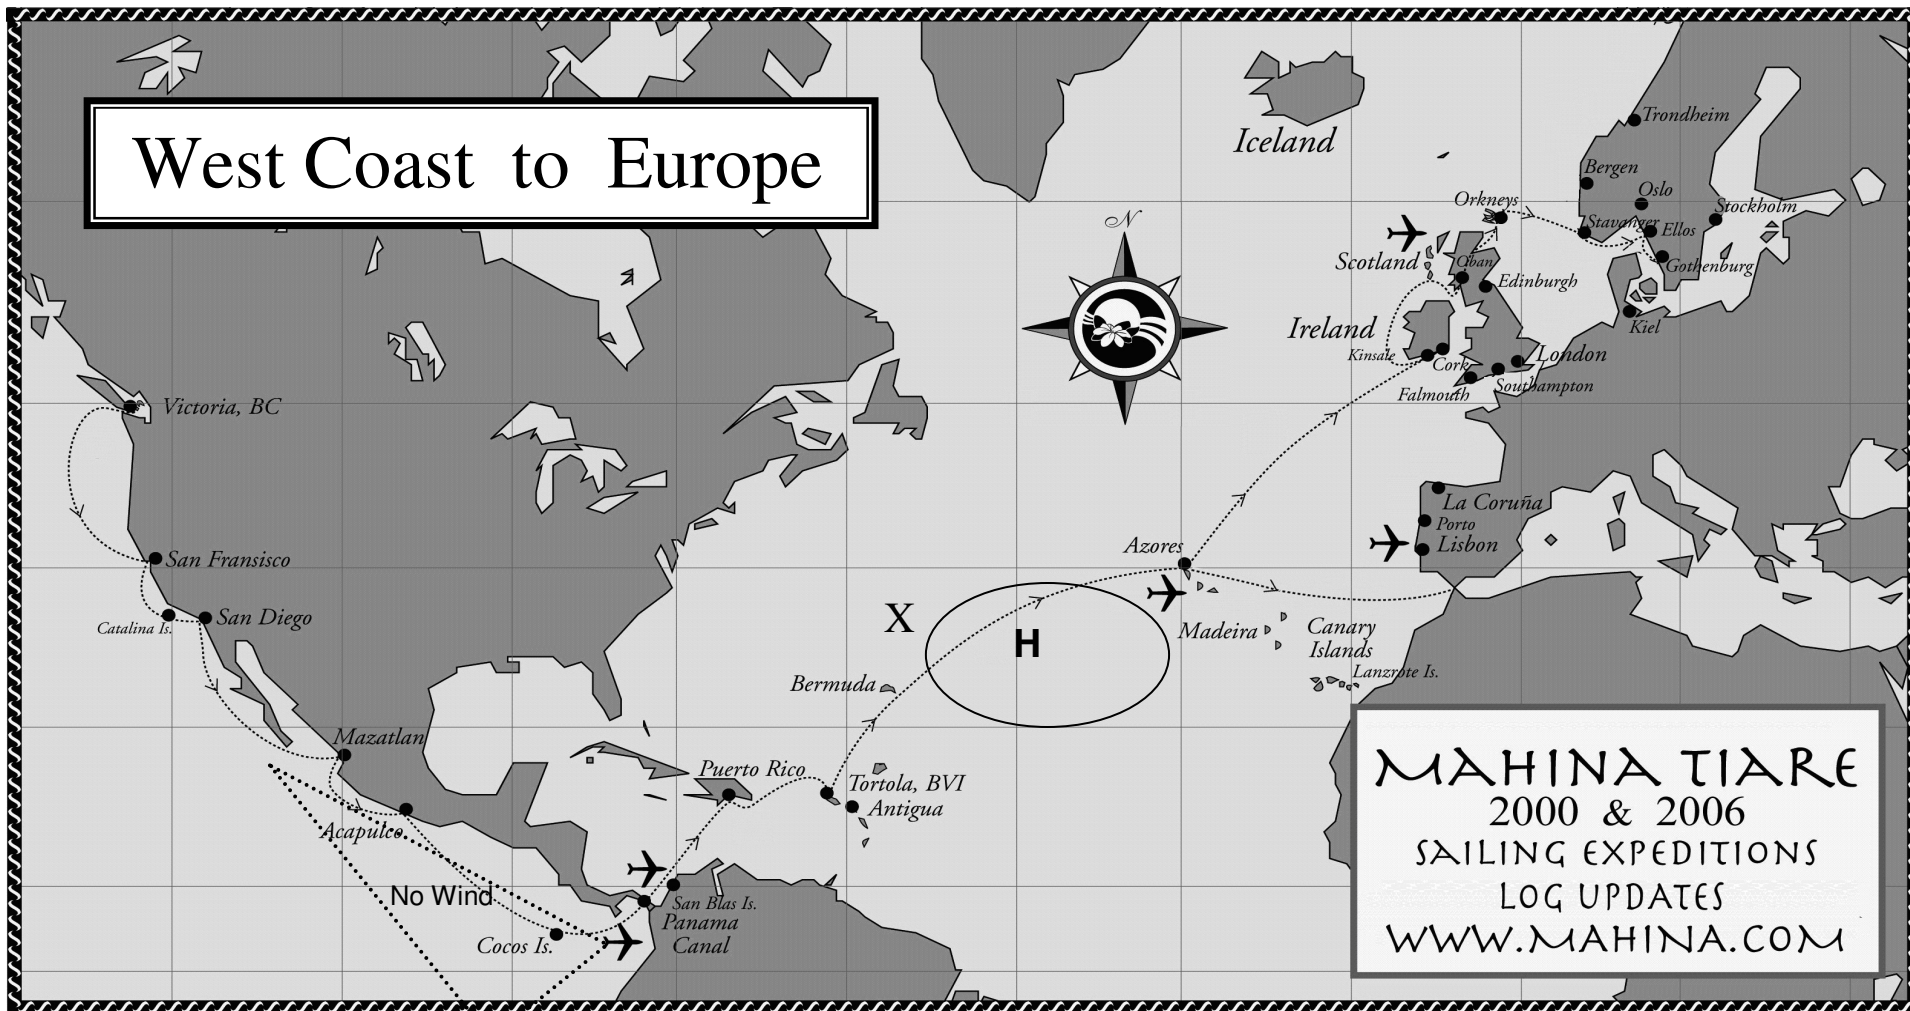 West Coast to Europe
Iceland
N
Trondheim
Bergen
Oslo
Orkneys
Stockholm
Stavanger
Ellos
Scotland
Oban
Gothenburg
Edinburgh
Ireland
Kiel
Kinsale
Cork
London
Southampton
Falmouth
Victoria, BC
La Coruña
Porto
Lisbon
Azores
San Fransisco
San Diego
Catalina Is.
X
H
Madeira
Canary
Islands
Lanzrote Is.
Bermuda
Mazatlan
Puerto Rico
Tortola, BVI
Antigua
Acapulco
No Wind
San Blas Is.
Panama
Canal
Cocos Is.
MAHINA TIARE
2000 & 2006
SAILING EXPEDITIONS
LOG UPDATES
WWW.MAHINA.COM